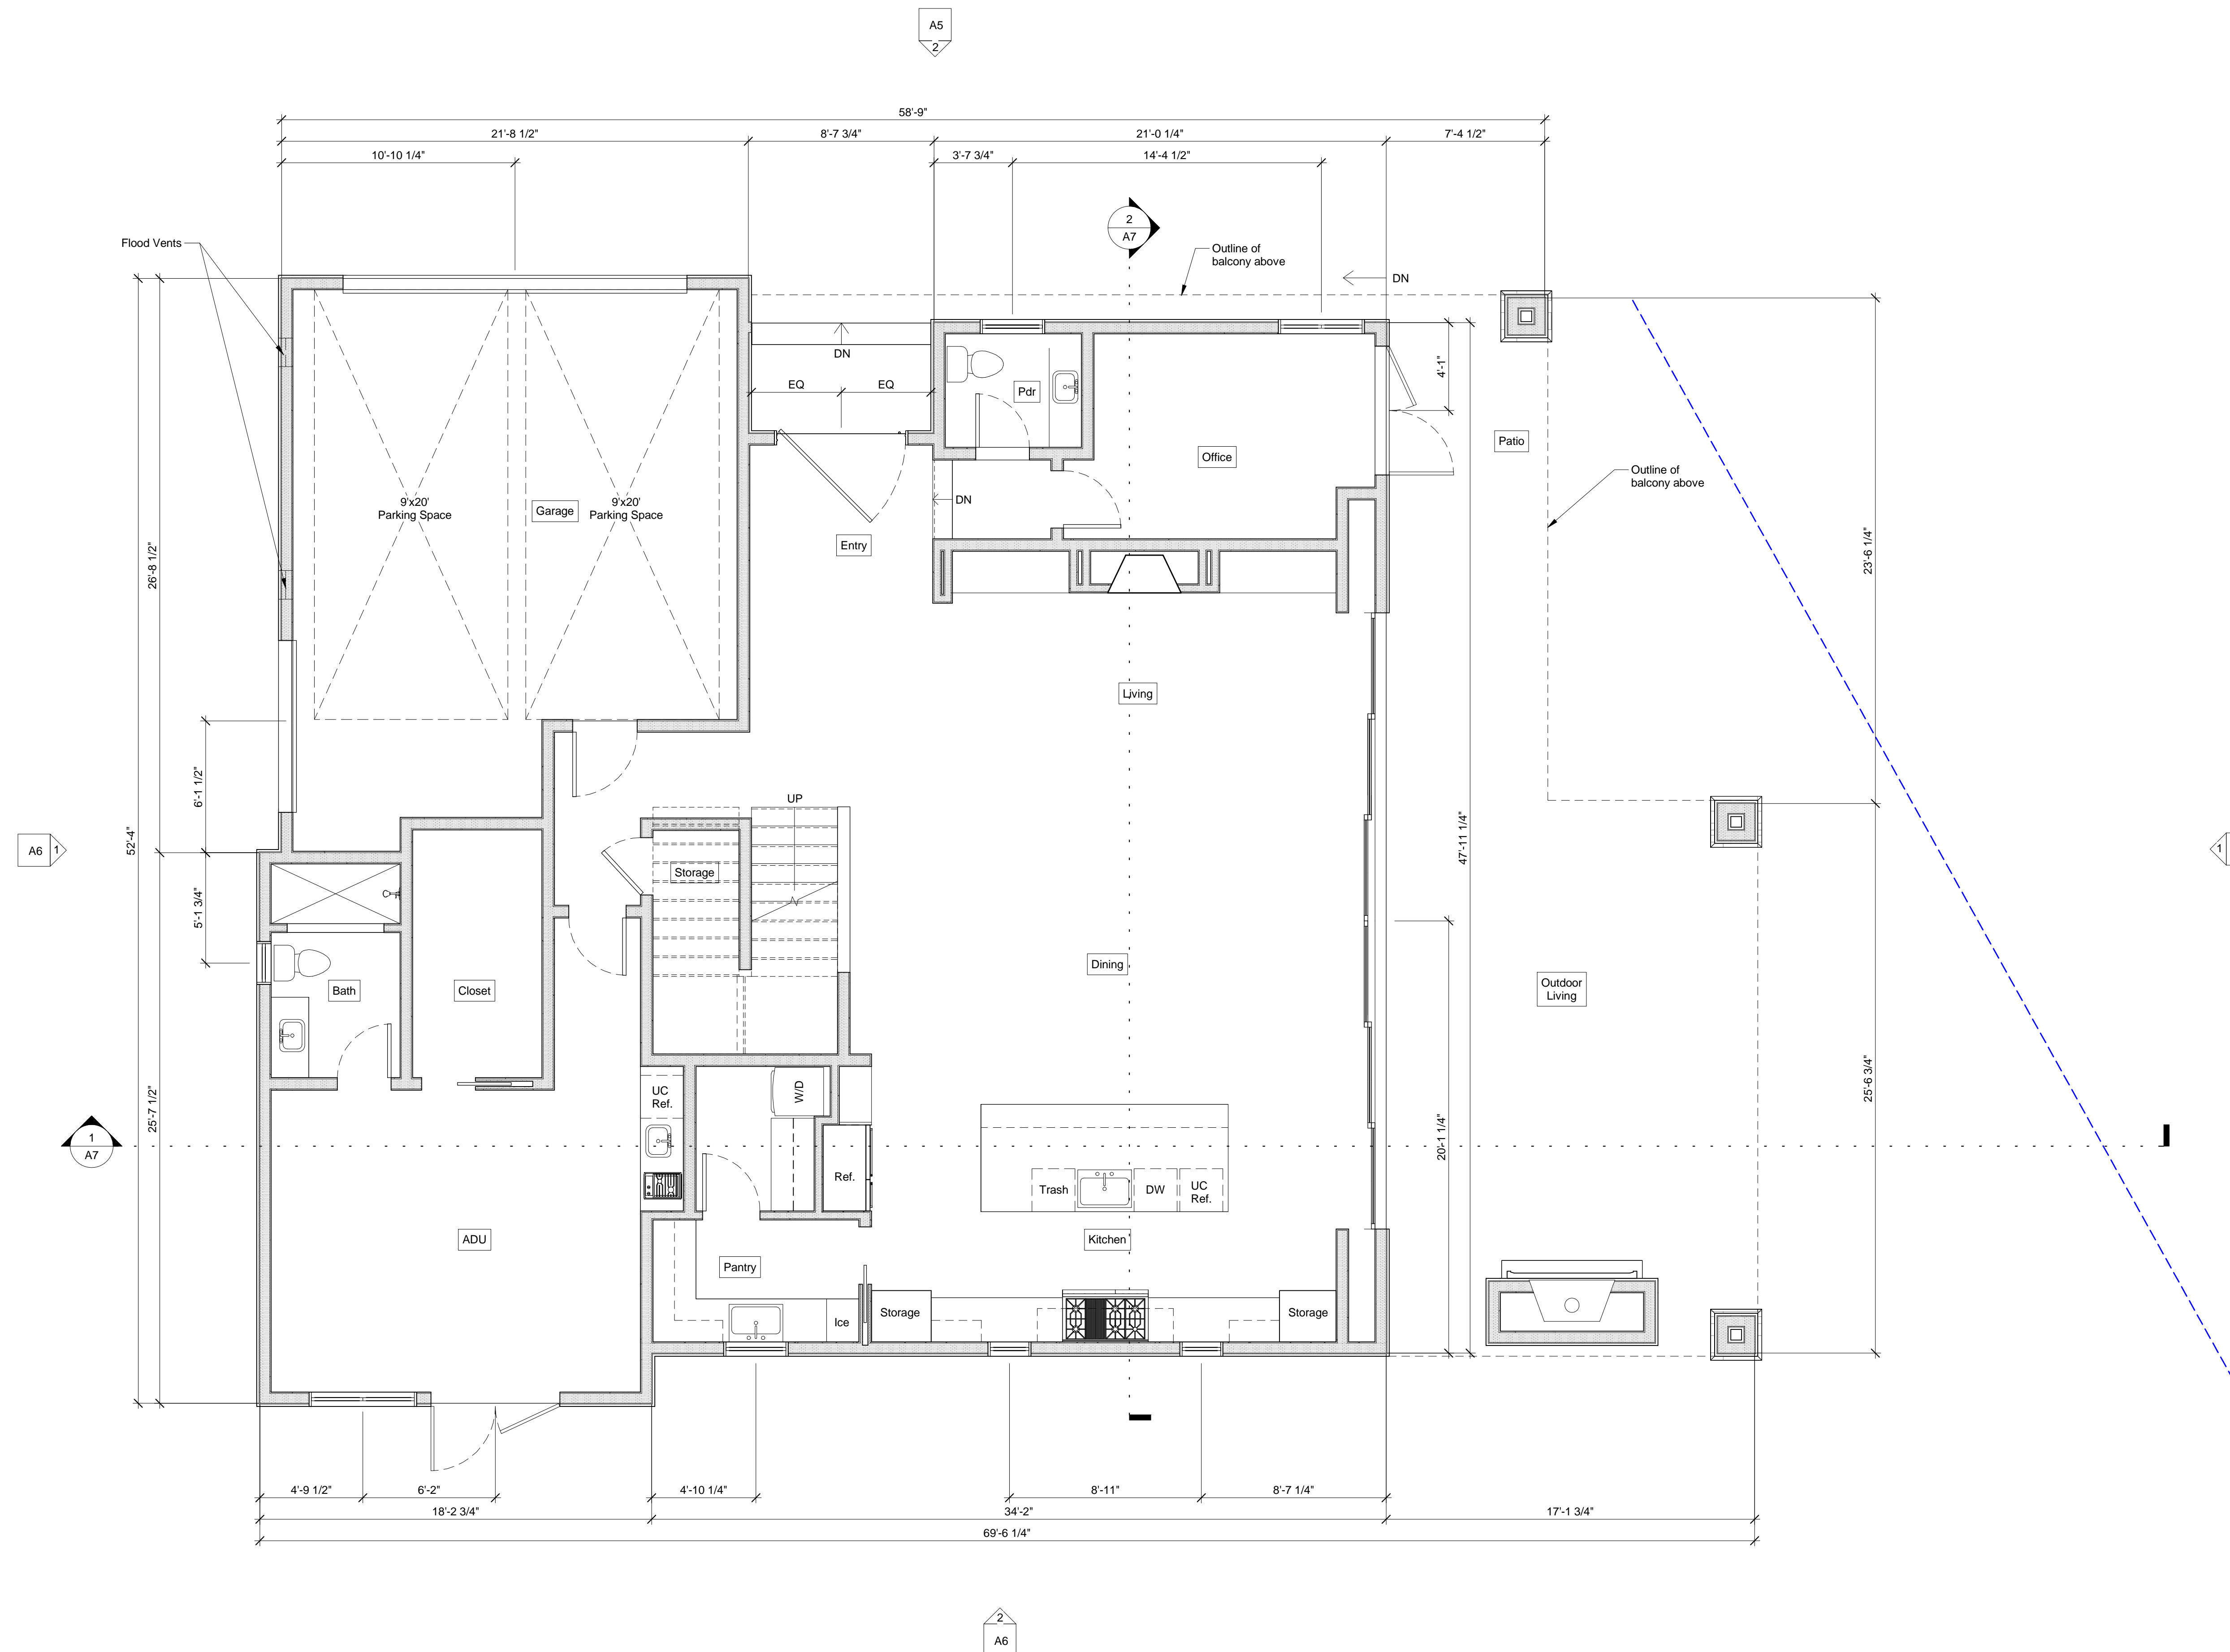 A5
2
58'-9"
21'-8 1/2"
8'-7 3/4"
21'-0 1/4"
7'-4 1/2"
10'-10 1/4"
3'-7 3/4"
14'-4 1/2"
2
A7
Flood Vents
Outline of
balcony above
DN
DN
EQ
EQ
Pdr
4'-1"
Office
Patio
Outline of
balcony above
9'x20'
Parking Space
Garage
9'x20'
Parking Space
DN
Entry
26'-8 1/2"
23'-6 1/4"
Living
6'-1 1/2"
UP
52'-4"
47'-11 1/4"
A6
1
1
Storage
5'-1 3/4"
Dining
Bath
Closet
Outdoor
Living
UC
Ref.
W/D
25'-7 1/2"
25'-6 3/4"
20'-1 1/4"
1
A7
Ref.
Trash
DW
UC
Ref.
ADU
Kitchen
Pantry
Storage
Ice
Storage
4'-9 1/2"
6'-2"
4'-10 1/4"
8'-11"
8'-7 1/4"
18'-2 3/4"
34'-2"
17'-1 3/4"
69'-6 1/4"
2
A6